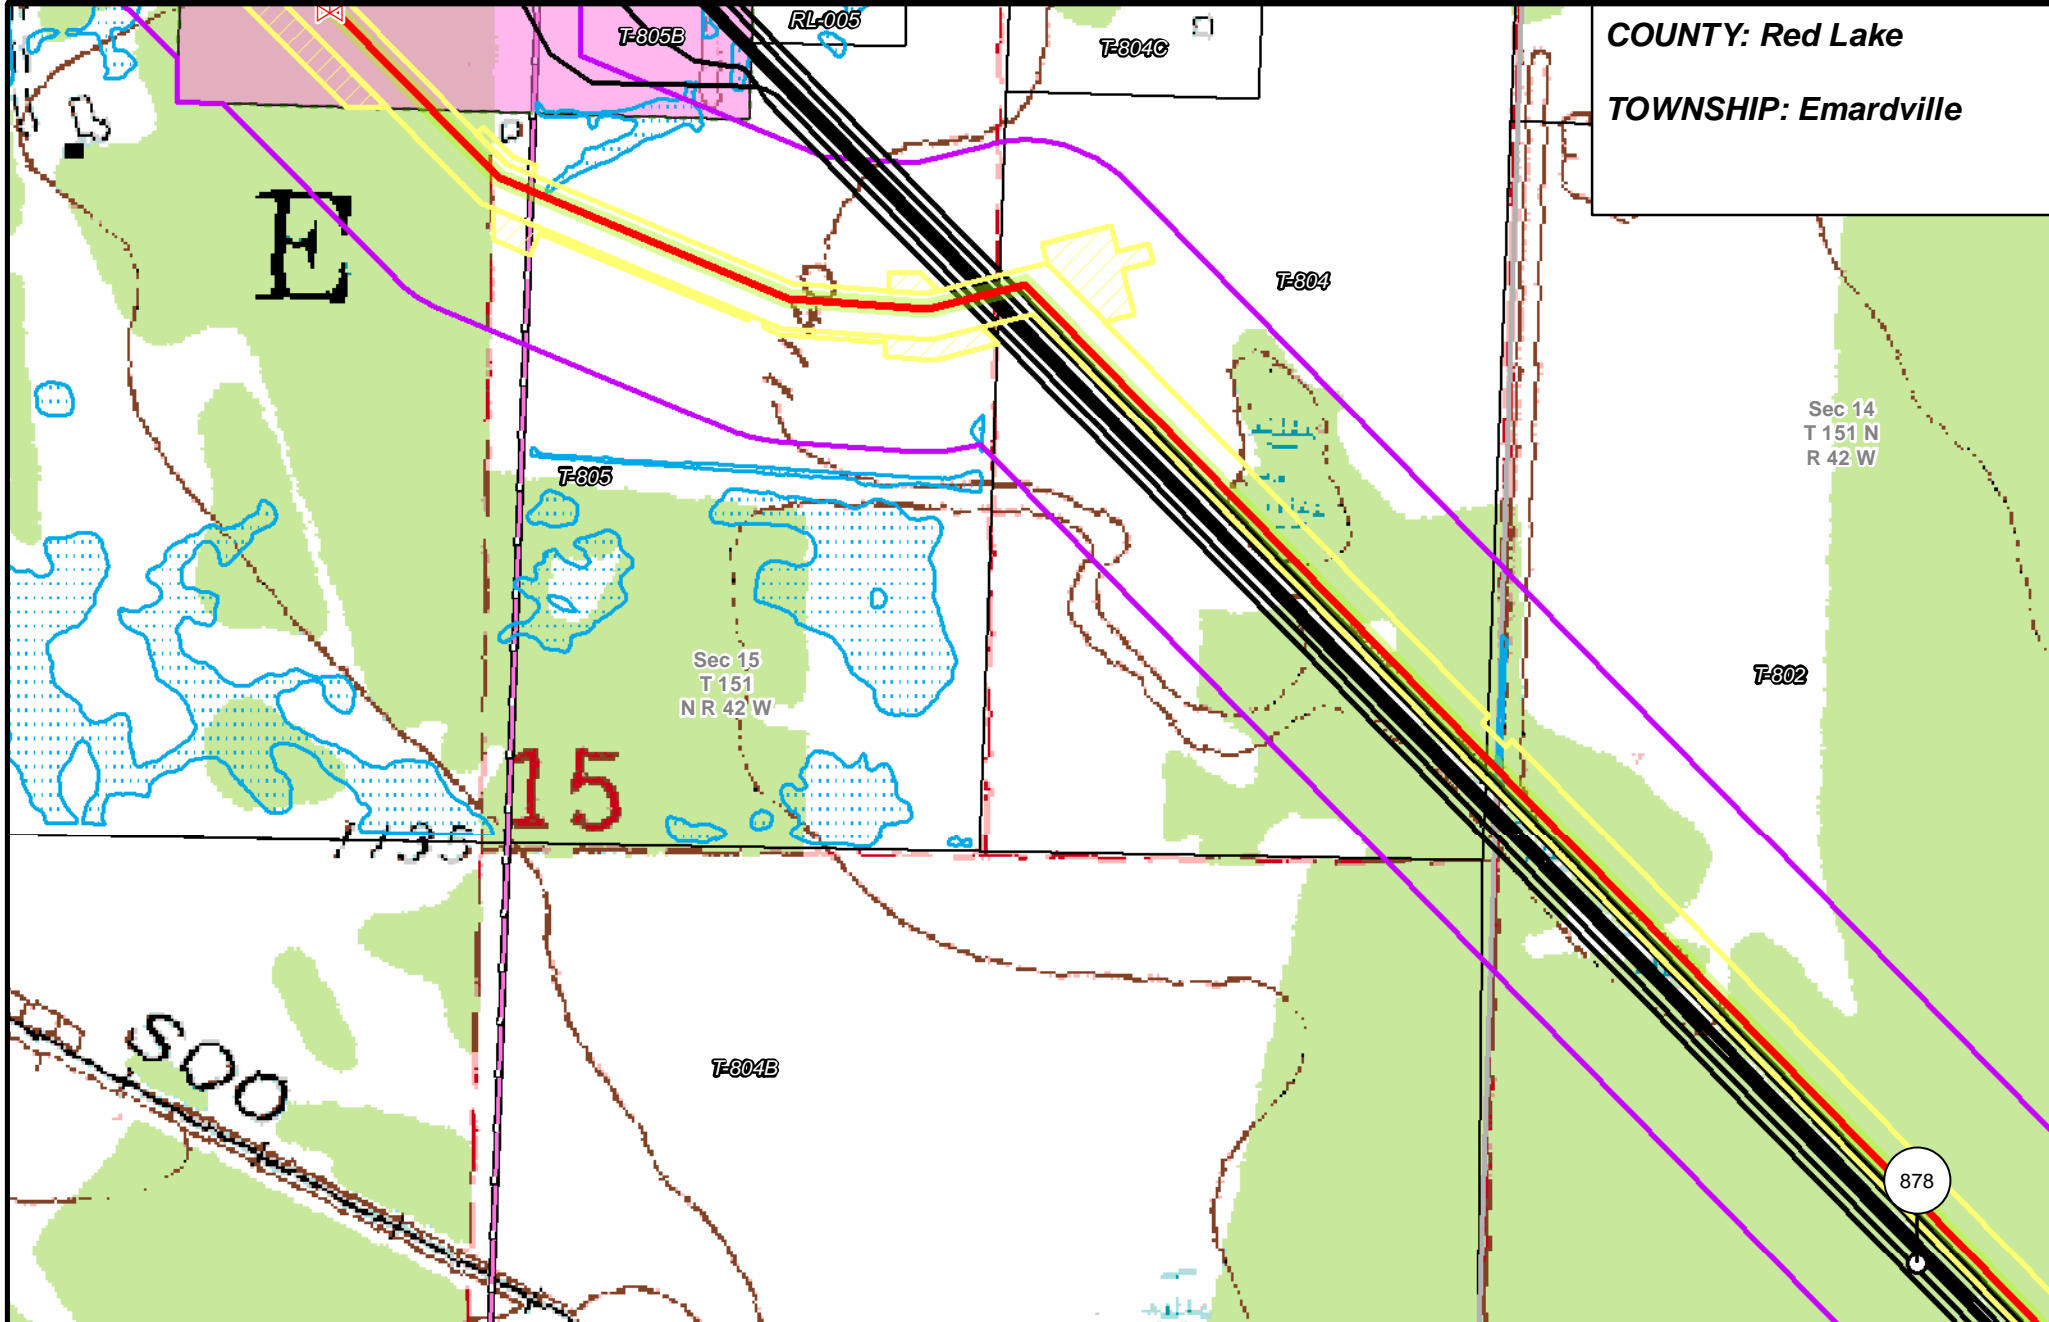 RL-005
T-805B
T-804C
COUNTY: Red Lake
TOWNSHIP: Emardville
E
T-804
Sec 14
T 151 N
R 42 W
T-805
Sec 15
T 151
N R 42 W
T-802
15
1135
SOO
T-804B
878